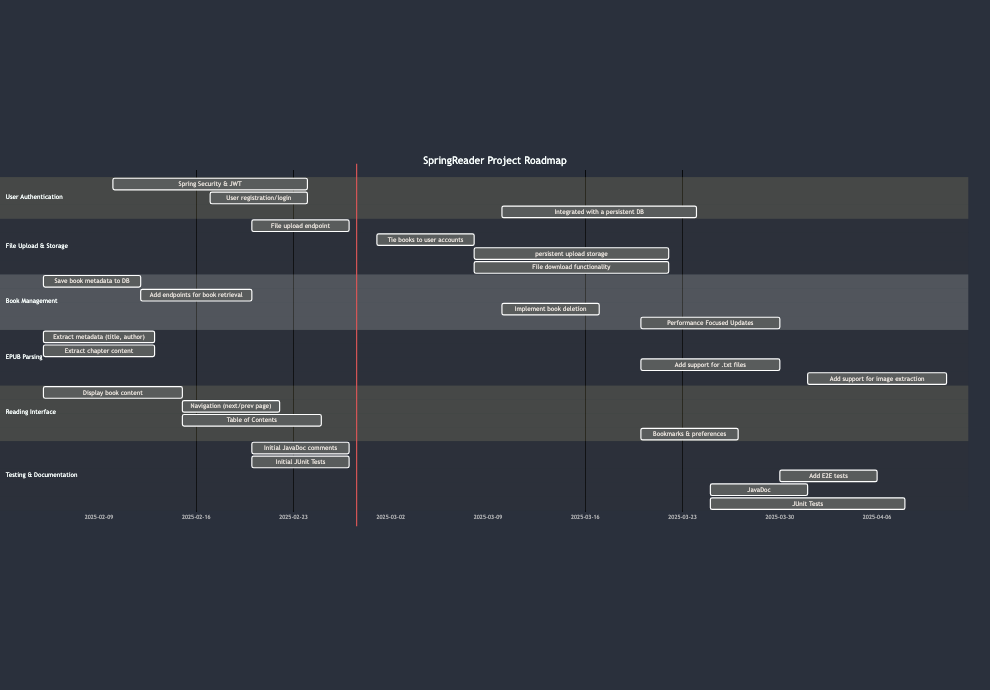 SpringReader Project Roadmap
Spring Security & JWT
User registration/login
User Authentication
Integrated with a persistent DB
File upload endpoint
Tie books to user accounts
File Upload & Storage
persistent upload storage
File download functionality
Save book metadata to DB
Add endpoints for book retrieval
Book Management
Implement book deletion
Performance Focused Updates
Extract metadata (title, author)
Extract chapter content
EPUB Parsing
Add support for .txt files
Add support for image extraction
Display book content
Navigation (next/prev page)
Reading Interface
Table of Contents
Bookmarks & preferences
Initial JavaDoc comments
Initial JUnit Tests
Testing & Documentation
Add E2E tests
JavaDoc
JUnit Tests
2025-02-09 2025-02-16 2025-02-23 2025-03-02 2025-03-09 2025-03-16 2025-03-23 2025-03-30 2025-04-06